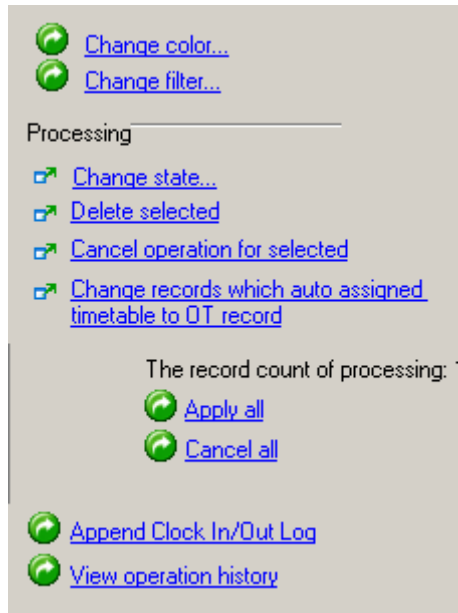 Change color...
Change filter...
Processing
Change state...
Delete selected
Cancel operation for selected
Change records which auto assigned
timetable to OT record
The record count of processing:
Apply all
Cancel all
Append Clock In/Out Log
View operation history